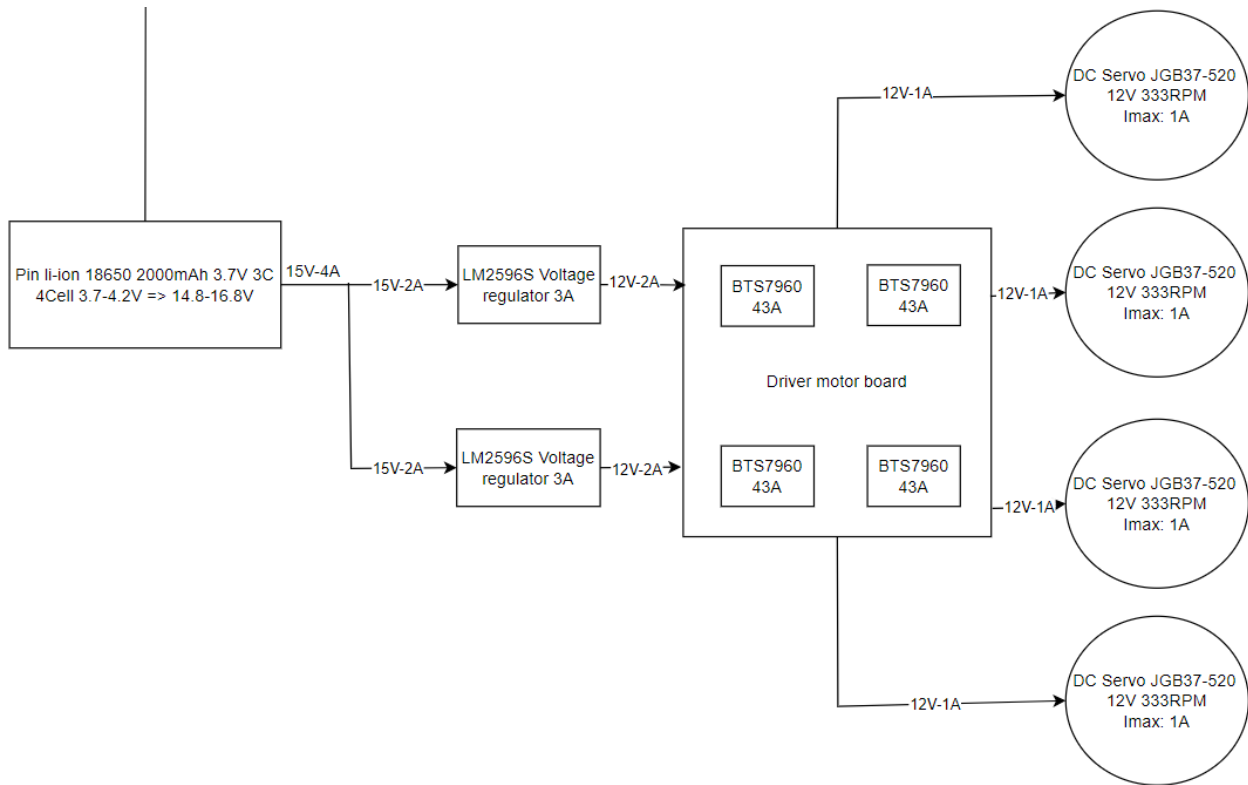 Pin li-ion 18650 2000mAh 3.7V 3C
4Cell 3.7-4.2V => 14.8-16.8V
15V-4A
15V-2A
LM2596S Voltage
regulator 3A
12V-2A
15V-2A
LM2596S Voltage
regulator 3A
12V-2A
BTS7960
43A
BTS7960
43A
Driver motor board
BTS7960
43A
BTS7960
43A
12V-1A
DC Servo JGB37-520
12V 333RPM
Imax: 1A
12V-1A
DC Servo JGB37-520
12V 333RPM
Imax: 1A
12V-1A
DC Servo JGB37-520
12V 333RPM
Imax: 1A
12V-1A
DC Servo JGB37-520
12V 333RPM
Imax: 1A